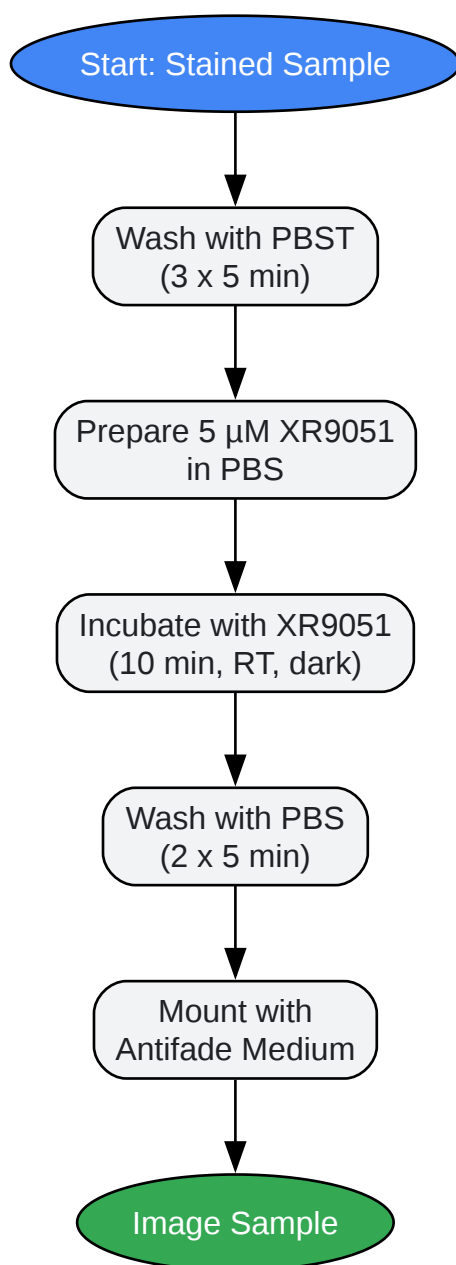 Start: Stained Sample
Wash with PBST
(3 x 5 min)
Prepare 5 µM XR9051
in PBS
Incubate with XR9051
(10 min, RT, dark)
Wash with PBS
(2 x 5 min)
Mount with
Antifade Medium
Image Sample